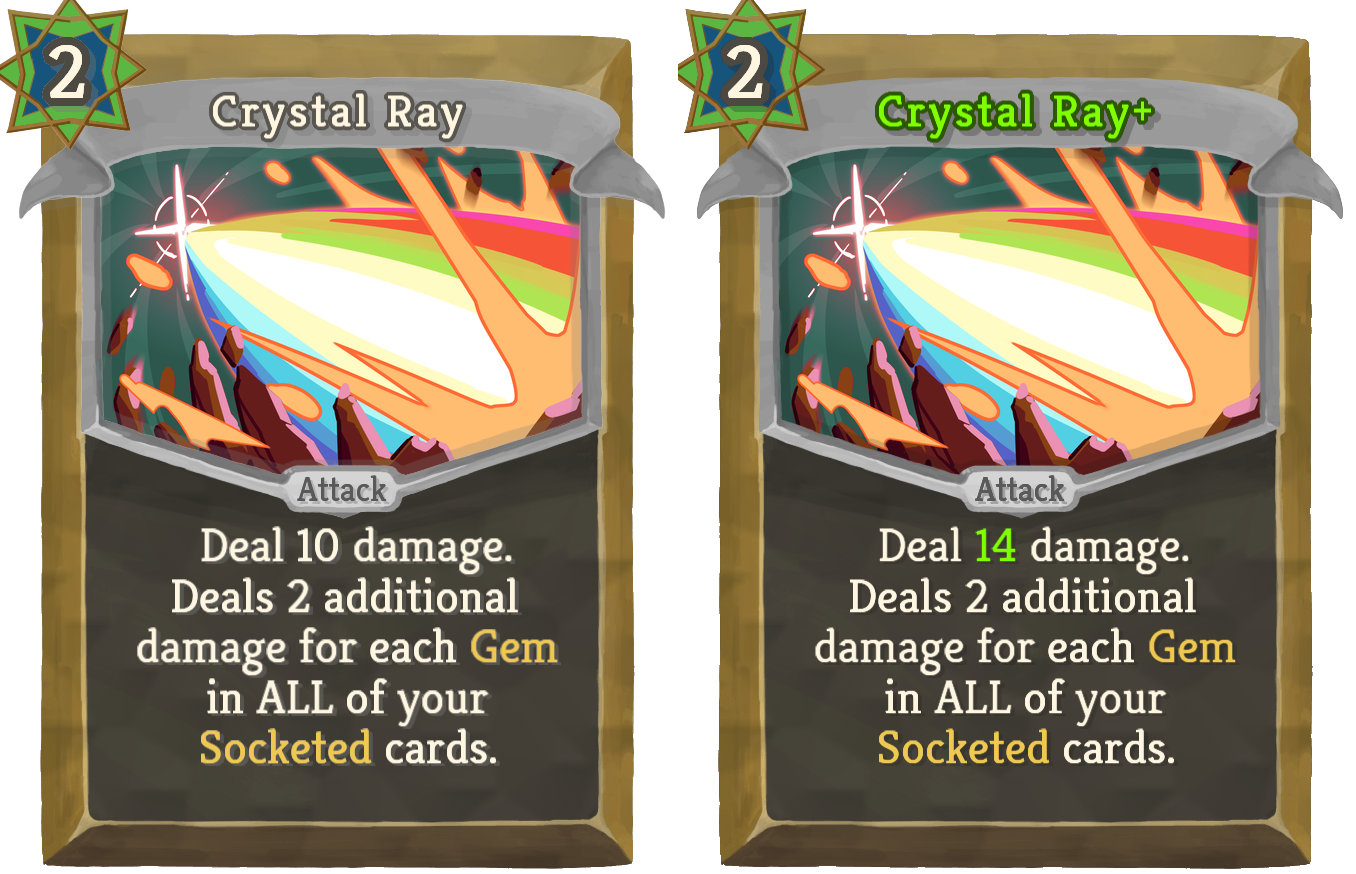 2
Crystal Ray
Attack
Deal 10 damage.
Deals 2 additional
damage for each Gem
in ALL of your
Socketed cards.
2
Crystal Ray+
Attack
Deal 14 damage.
Deals 2 additional
damage for each Gem
in ALL of your
Socketed cards.